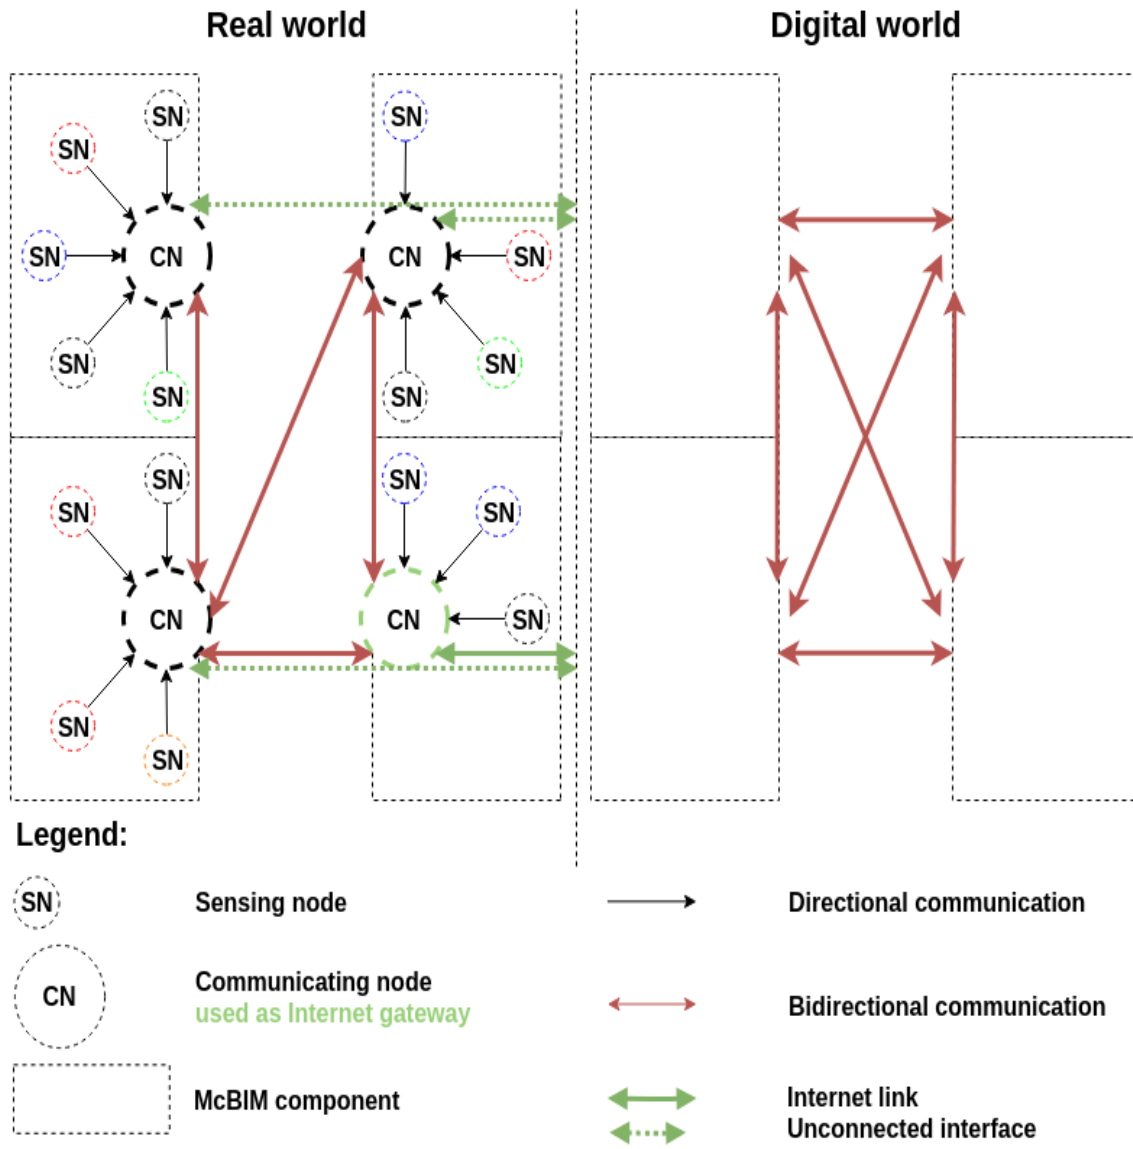 Real world
Digital world
SN
SN
SN
SN
CN
CN
SN
SN
SN
SN
SN
SN
SN
SN
SN
SN
SN
SN
CN
CN
SN
SN
SN
Legend:
SN
Sensing node
Directional communication
CN
Communicating node
used as Internet gateway
Bidirectional communication
McBIM component
Internet link
Unconnected interface